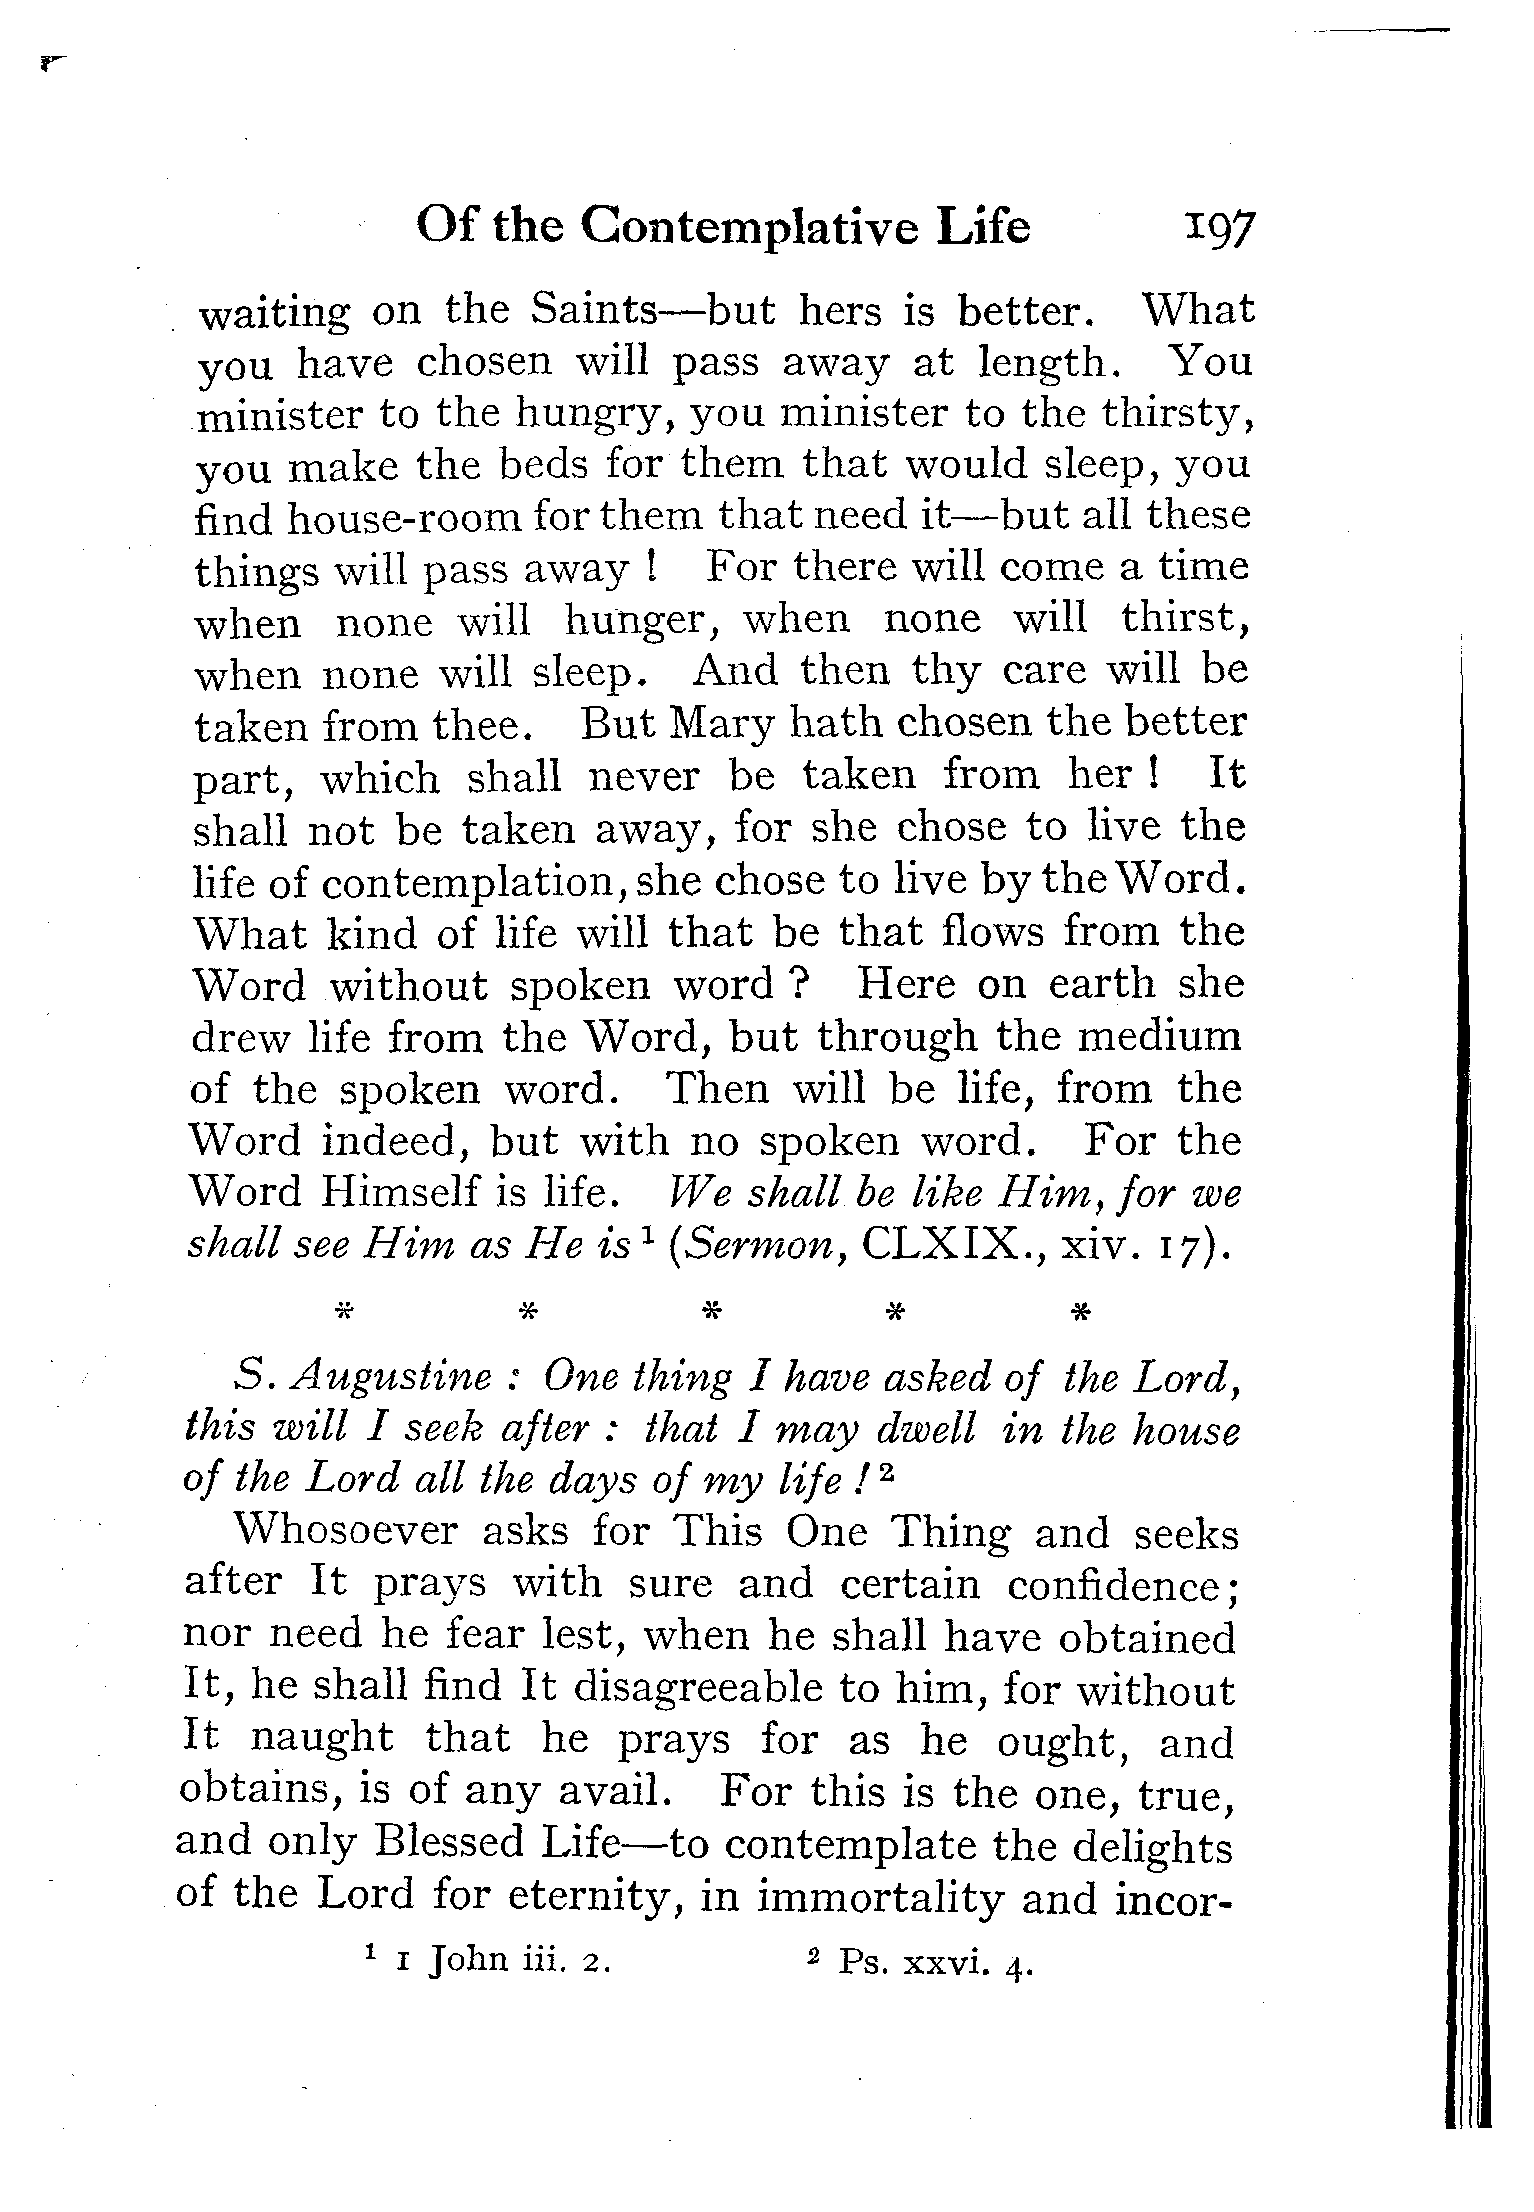 Of the Contemplative Life 197
waiting on the Saints—but hers is better. What
you have chosen will pass away at length. You
minister to the hungry, you minister to the thirsty,
you make the beds for them that would sleep, you
find house-room for them that need it—but all these
things will pass away ! For there will come a time
when none will hunger, when none will thirst,
when none will sleep. And then thy care will be
taken from thee. But Mary hath chosen the better
part, which shall never be taken from her ! It
shall not be taken away, for she chose to live the
life of contemplation, she chose to live by the Word.
What kind of life will that be that flows from the
Word without spoken word ? Here on earth she
drew life from the Word, but through the medium
of the spoken word. Then will be life, from the
Word indeed, but with no spoken word. For the
Word Himself is life. We shall be like Him, for we
shall see Him as He is ¹ (Sermon, CLXIX., xiv. 17).
* * * * *
S. Augustine : One thing I have asked of the Lord,
this will I seek after : that I may dwell in the house
of the Lord all the days of my life ! ²
Whosoever asks for This One Thing and seeks
after It prays with sure and certain confidence;
nor need he fear lest, when he shall have obtained
It, he shall find It disagreeable to him, for without
It naught that he prays for as he ought, and
obtains, is of any avail. For this is the one, true,
and only Blessed Life—to contemplate the delights
of the Lord for eternity, in immortality and incor-
¹ 1 John iii. 2. ² Ps. xxvi. 4.